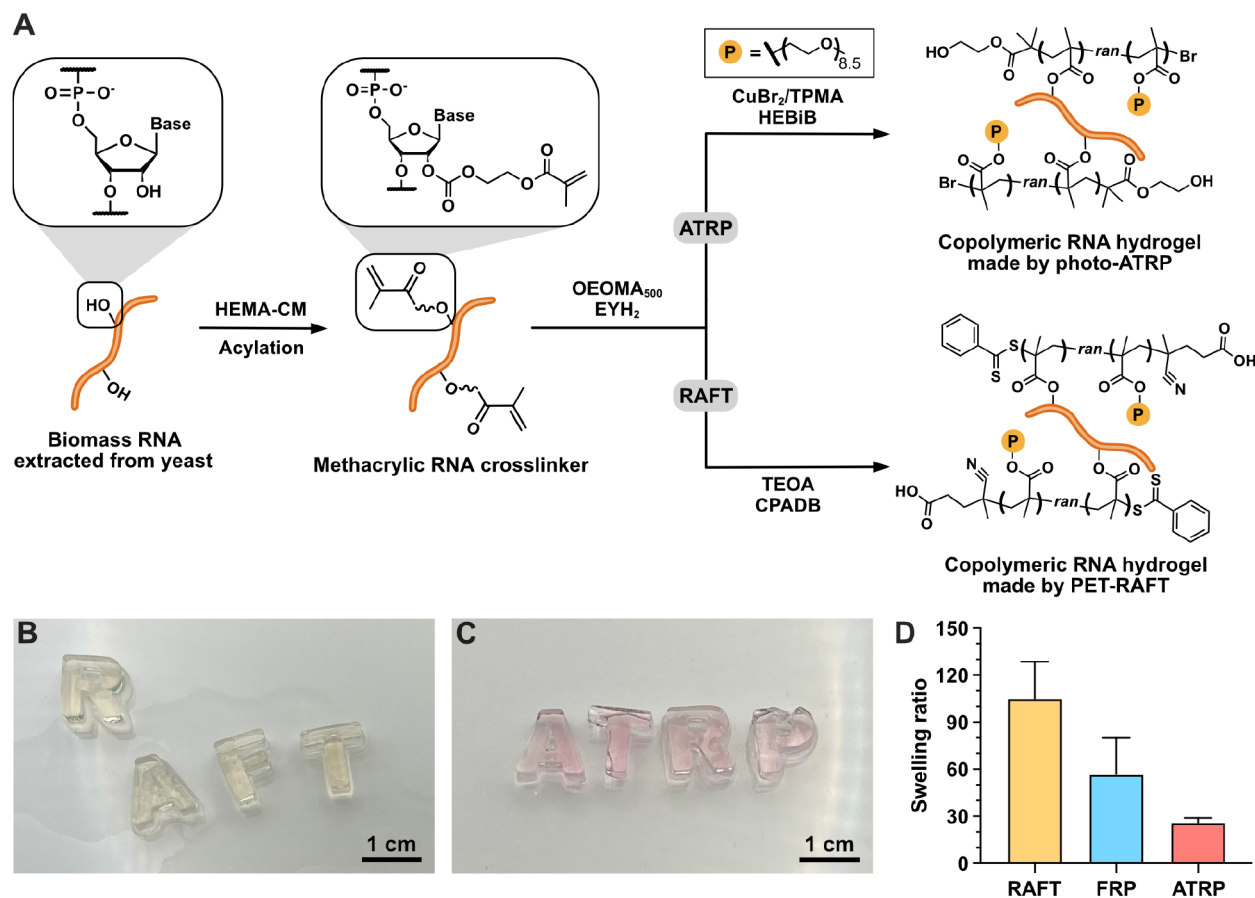 A
P = ( O ) 8.5
CuBr₂/TPMA
HEBiB
HO O O ran Br
O O O O
P
O=P-O⁻
O
O Base
O OH
O=P-O⁻
O
O Base
O O O O
O O
P
O O O O
Br ran O OH
ATRP
Copolymeric RNA hydrogel
made by photo-ATRP
HO
HEMA-CM
Acylation
O
O
OEOMA₅₀₀
EYH₂
OH
O
O
RAFT
S ran O
S O O N OH
O O
P
Biomass RNA
extracted from yeast
Methacrylic RNA crosslinker
TEOA
CPADB
P
N O O O O S
HO O ran S
Copolymeric RNA hydrogel
made by PET-RAFT
B
1 cm
C
1 cm
D
Swelling ratio
150
120
90
60
30
0
RAFT FRP ATRP